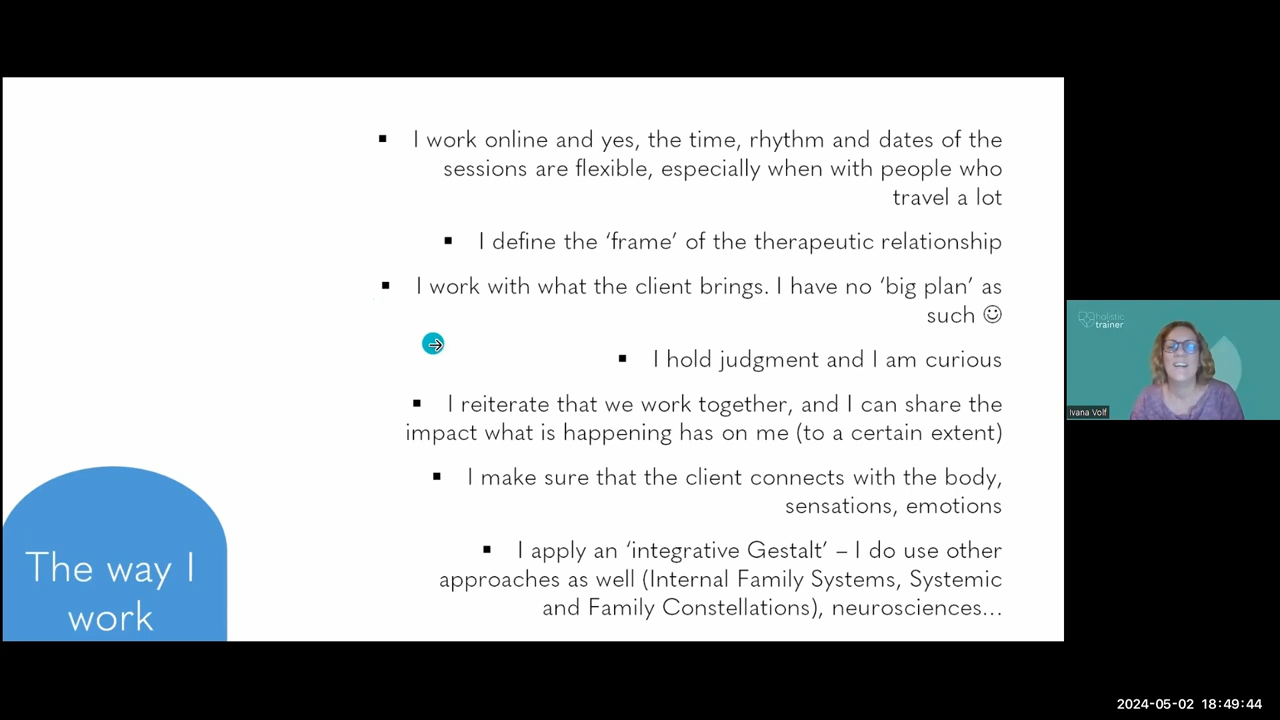 ▪ I work online and yes, the time, rhythm and dates of the
sessions are flexible, especially when with people who
travel a lot
▪ I define the ‘frame’ of the therapeutic relationship
▪ I work with what the client brings. I have no ‘big plan’ as
such ☺
▪ I hold judgment and I am curious
▪ I reiterate that we work together, and I can share the
impact what is happening has on me (to a certain extent)
▪ I make sure that the client connects with the body,
sensations, emotions
▪ I apply an ‘integrative Gestalt’ – I do use other
approaches as well (Internal Family Systems, Systemic
and Family Constellations), neurosciences...
The way I
work
holistic
trainer
Ivana Volf
2024-05-02 18:49:44